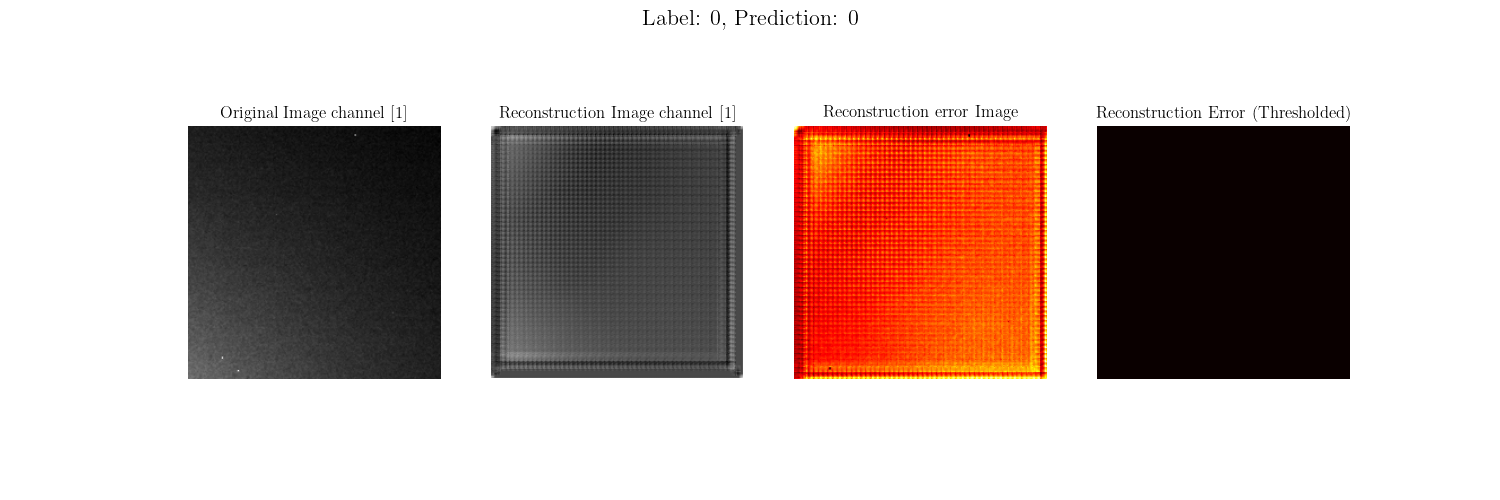 Label: 0, Prediction: 0
Original Image channel [1]
Reconstruction Image channel [1]
Reconstruction error Image
Reconstruction Error (Thresholded)